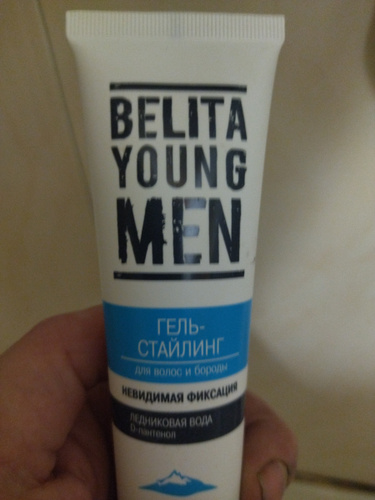 BELITA
YOUNG
MEN
ГЕЛЬ-
СТАЙЛИНГ
для волос и бороды
НЕВИДИМАЯ ФИКСАЦИЯ
ЛЕДНИКОВАЯ ВОДА
D-пантенол